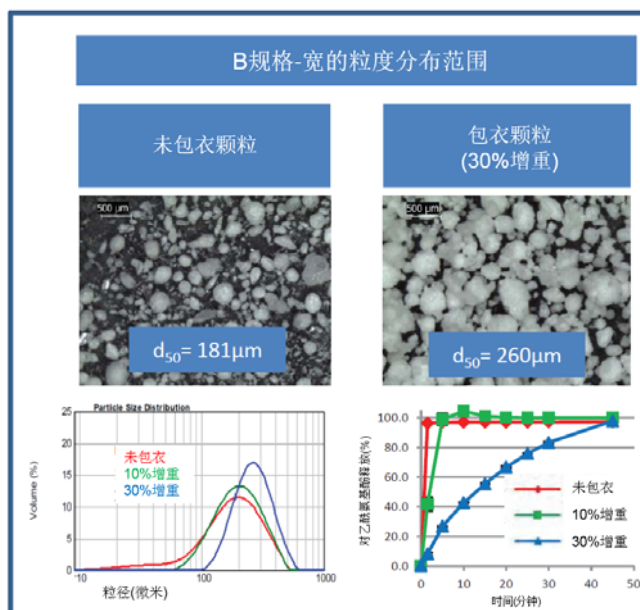 B规格-宽的粒度分布范围
未包衣颗粒
包衣颗粒
(30%增重)
500 μm
500 μm
d50= 181μm
d50= 260μm
Particle Size Distribution
Volume (%)
25
20
15
10
5
0
10
100
1000
粒径(微米)
未包衣
10%增重
30%增重
对乙酰氨基酚释放(%)
100.0
80.0
60.0
40.0
20.0
0.0
0
10
20
30
40
50
时间(分钟)
未包衣
10%增重
30%增重